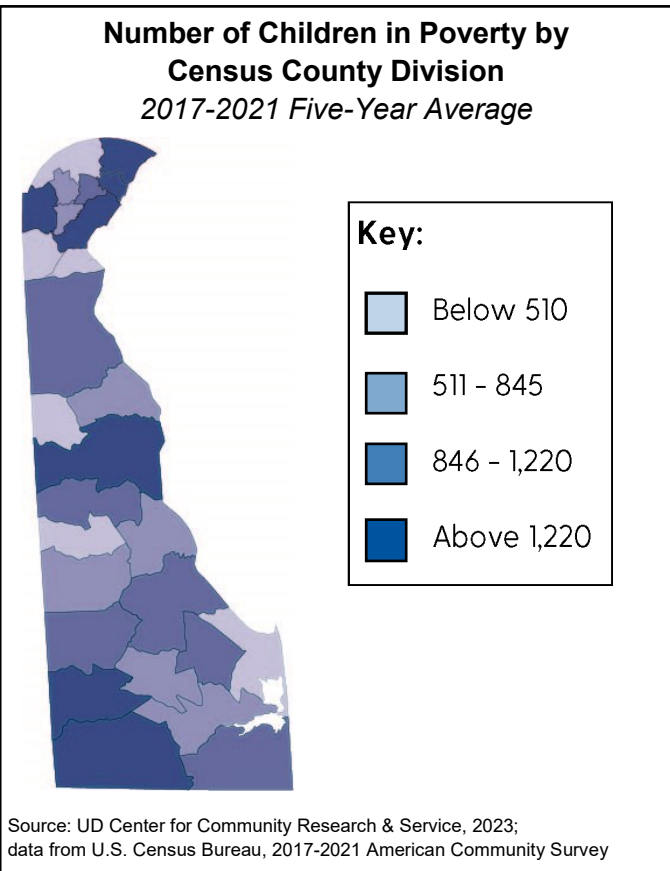 Number of Children in Poverty by
Census County Division
2017-2021 Five-Year Average
Key:
Below 510
511 - 845
846 - 1,220
Above 1,220
Source: UD Center for Community Research & Service, 2023;
data from U.S. Census Bureau, 2017-2021 American Community Survey